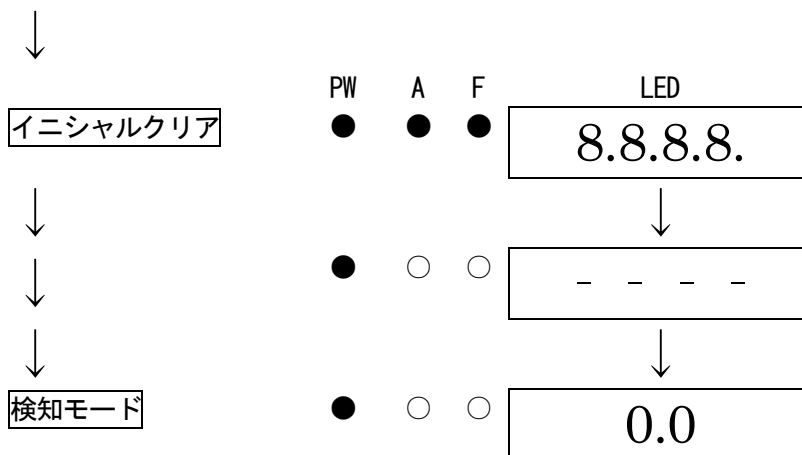 ↓
PW A F LED
イニシャルクリア ● ● ● 8.8.8.8.
↓ ↓
↓ ● ○ ○ - - - -
↓ ↓
検知モード ● ○ ○ 0.0